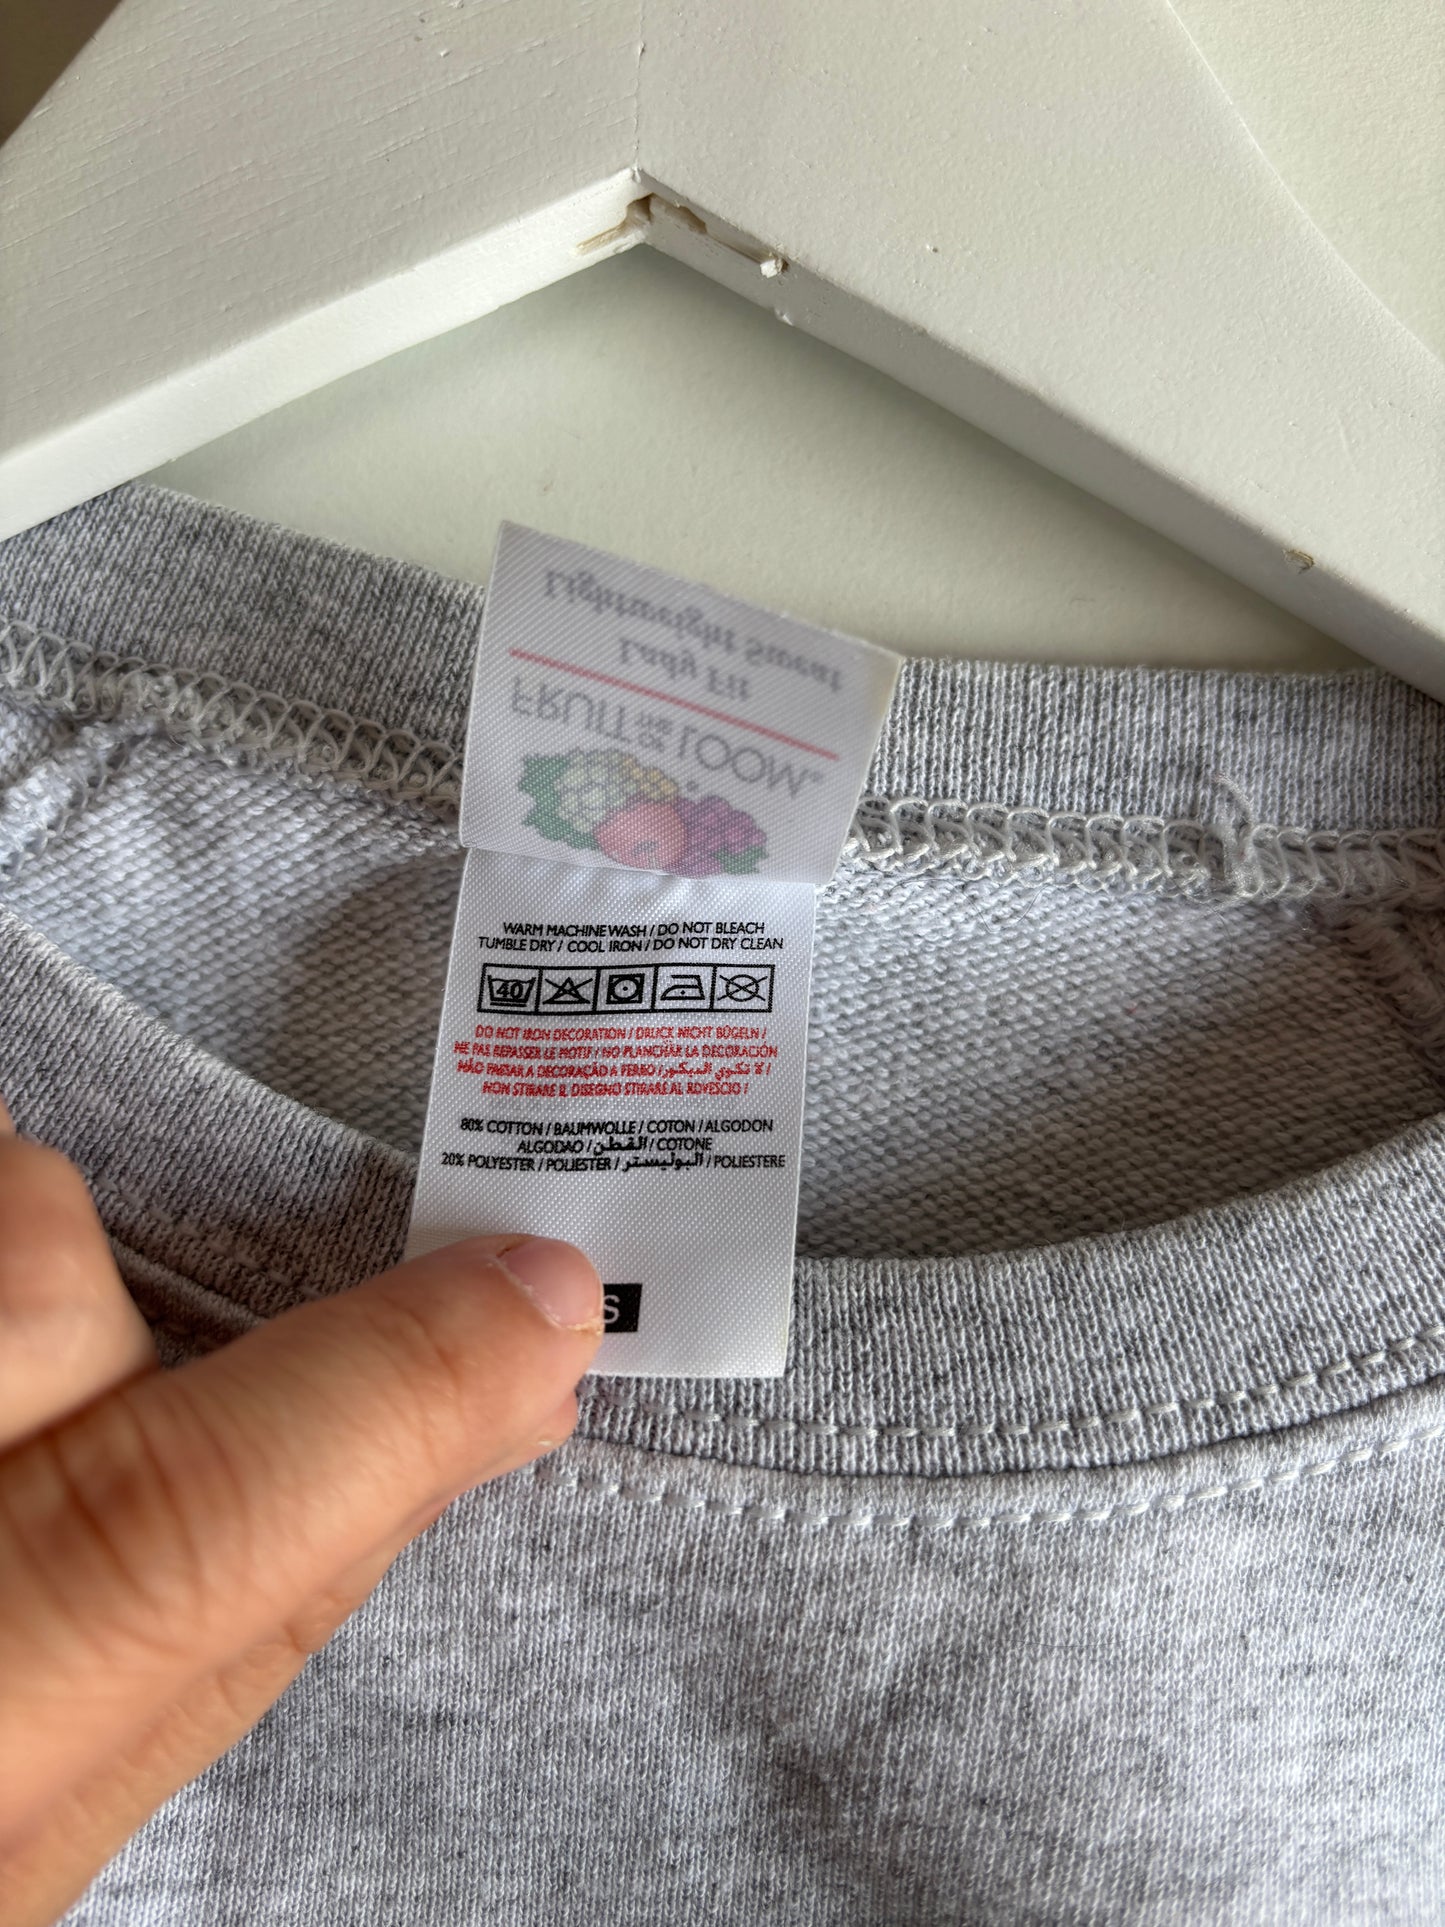 Lightweight Sweat
Lady Fit
FRUIT OF THE LOOM®
WARM MACHINE WASH / DO NOT BLEACH
TUMBLE DRY / COOL IRON / DO NOT DRY CLEAN
40
DO NOT IRON DECORATION / DRUCK NICHT BÜGELN /
NE PAS REPASSER LE MOTIF / NO PLANCHAR LA DECORACIÓN
NÃO PASSAR A DECORAÇÃO A FERRO / لا تكوي الديكور /
NON STIRARE IL DISEGNO STIRARE AL ROVESCIO /
80% COTTON / BAUMWOLLE / COTON / ALGODON
ALGODAO / القطن / COTONE
20% POLYESTER / POLIESTER / البوليستر / POLIESTERE
S